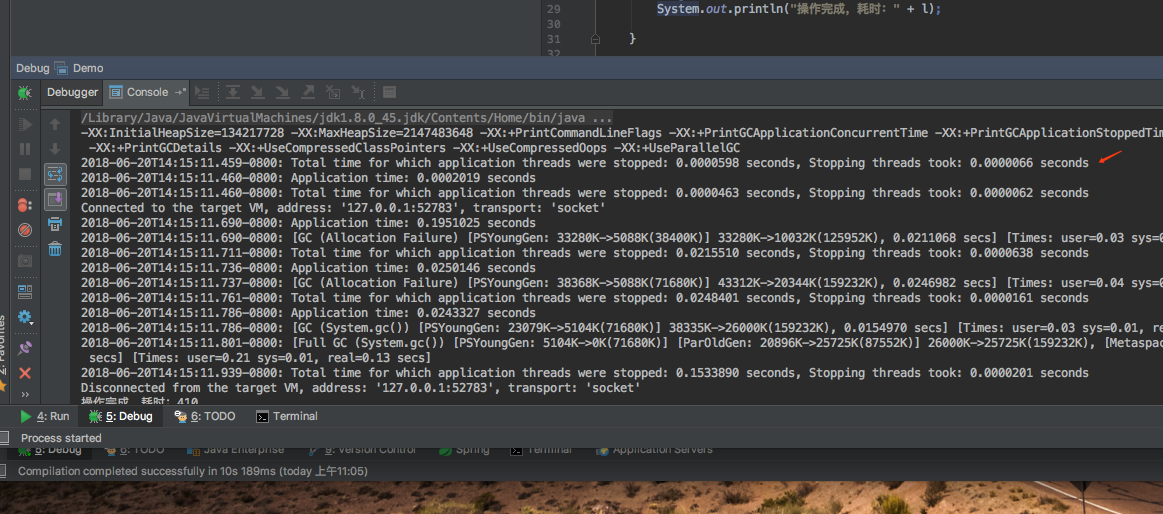 29 System.out.println("操作完成，耗时：" + l);
30
31 }
32
Debug Demo
Debugger Console
/Library/Java/JavaVirtualMachines/jdk1.8.0_45.jdk/Contents/Home/bin/java ...
-XX:InitialHeapSize=134217728 -XX:MaxHeapSize=2147483648 -XX:+PrintCommandLineFlags -XX:+PrintGCApplicationConcurrentTime -XX:+PrintGCApplicationStoppedTim
-XX:+PrintGCDetails -XX:+UseCompressedClassPointers -XX:+UseCompressedOops -XX:+UseParallelGC
2018-06-20T14:15:11.459-0800: Total time for which application threads were stopped: 0.0000598 seconds, Stopping threads took: 0.0000066 seconds
2018-06-20T14:15:11.460-0800: Application time: 0.0002019 seconds
2018-06-20T14:15:11.460-0800: Total time for which application threads were stopped: 0.0000463 seconds, Stopping threads took: 0.0000062 seconds
Connected to the target VM, address: '127.0.0.1:52783', transport: 'socket'
2018-06-20T14:15:11.690-0800: Application time: 0.1951025 seconds
2018-06-20T14:15:11.690-0800: [GC (Allocation Failure) [PSYoungGen: 33280K->5088K(38400K)] 33280K->10032K(125952K), 0.0211068 secs] [Times: user=0.03 sys=0
2018-06-20T14:15:11.711-0800: Total time for which application threads were stopped: 0.0215510 seconds, Stopping threads took: 0.0000638 seconds
2018-06-20T14:15:11.736-0800: Application time: 0.0250146 seconds
2018-06-20T14:15:11.737-0800: [GC (Allocation Failure) [PSYoungGen: 38368K->5088K(71680K)] 43312K->20344K(159232K), 0.0246982 secs] [Times: user=0.04 sys=0
2018-06-20T14:15:11.761-0800: Total time for which application threads were stopped: 0.0248401 seconds, Stopping threads took: 0.0000161 seconds
2018-06-20T14:15:11.786-0800: Application time: 0.0243327 seconds
2018-06-20T14:15:11.786-0800: [GC (System.gc()) [PSYoungGen: 23079K->5104K(71680K)] 38335K->26000K(159232K), 0.0154970 secs] [Times: user=0.03 sys=0.01, re
2018-06-20T14:15:11.801-0800: [Full GC (System.gc()) [PSYoungGen: 5104K->0K(71680K)] [ParOldGen: 20896K->25725K(87552K)] 26000K->25725K(159232K), [Metaspac
secs] [Times: user=0.21 sys=0.01, real=0.13 secs]
2018-06-20T14:15:11.939-0800: Total time for which application threads were stopped: 0.1533890 seconds, Stopping threads took: 0.0000201 seconds
Disconnected from the target VM, address: '127.0.0.1:52783', transport: 'socket'
操作完成，耗时：410
2: Favorites
4: Run 5: Debug 6: TODO Terminal
Process started
5: Debug 6: TODO Java Enterprise 9: Version Control Spring Terminal Application Servers
Compilation completed successfully in 10s 189ms (today 上午11:05)